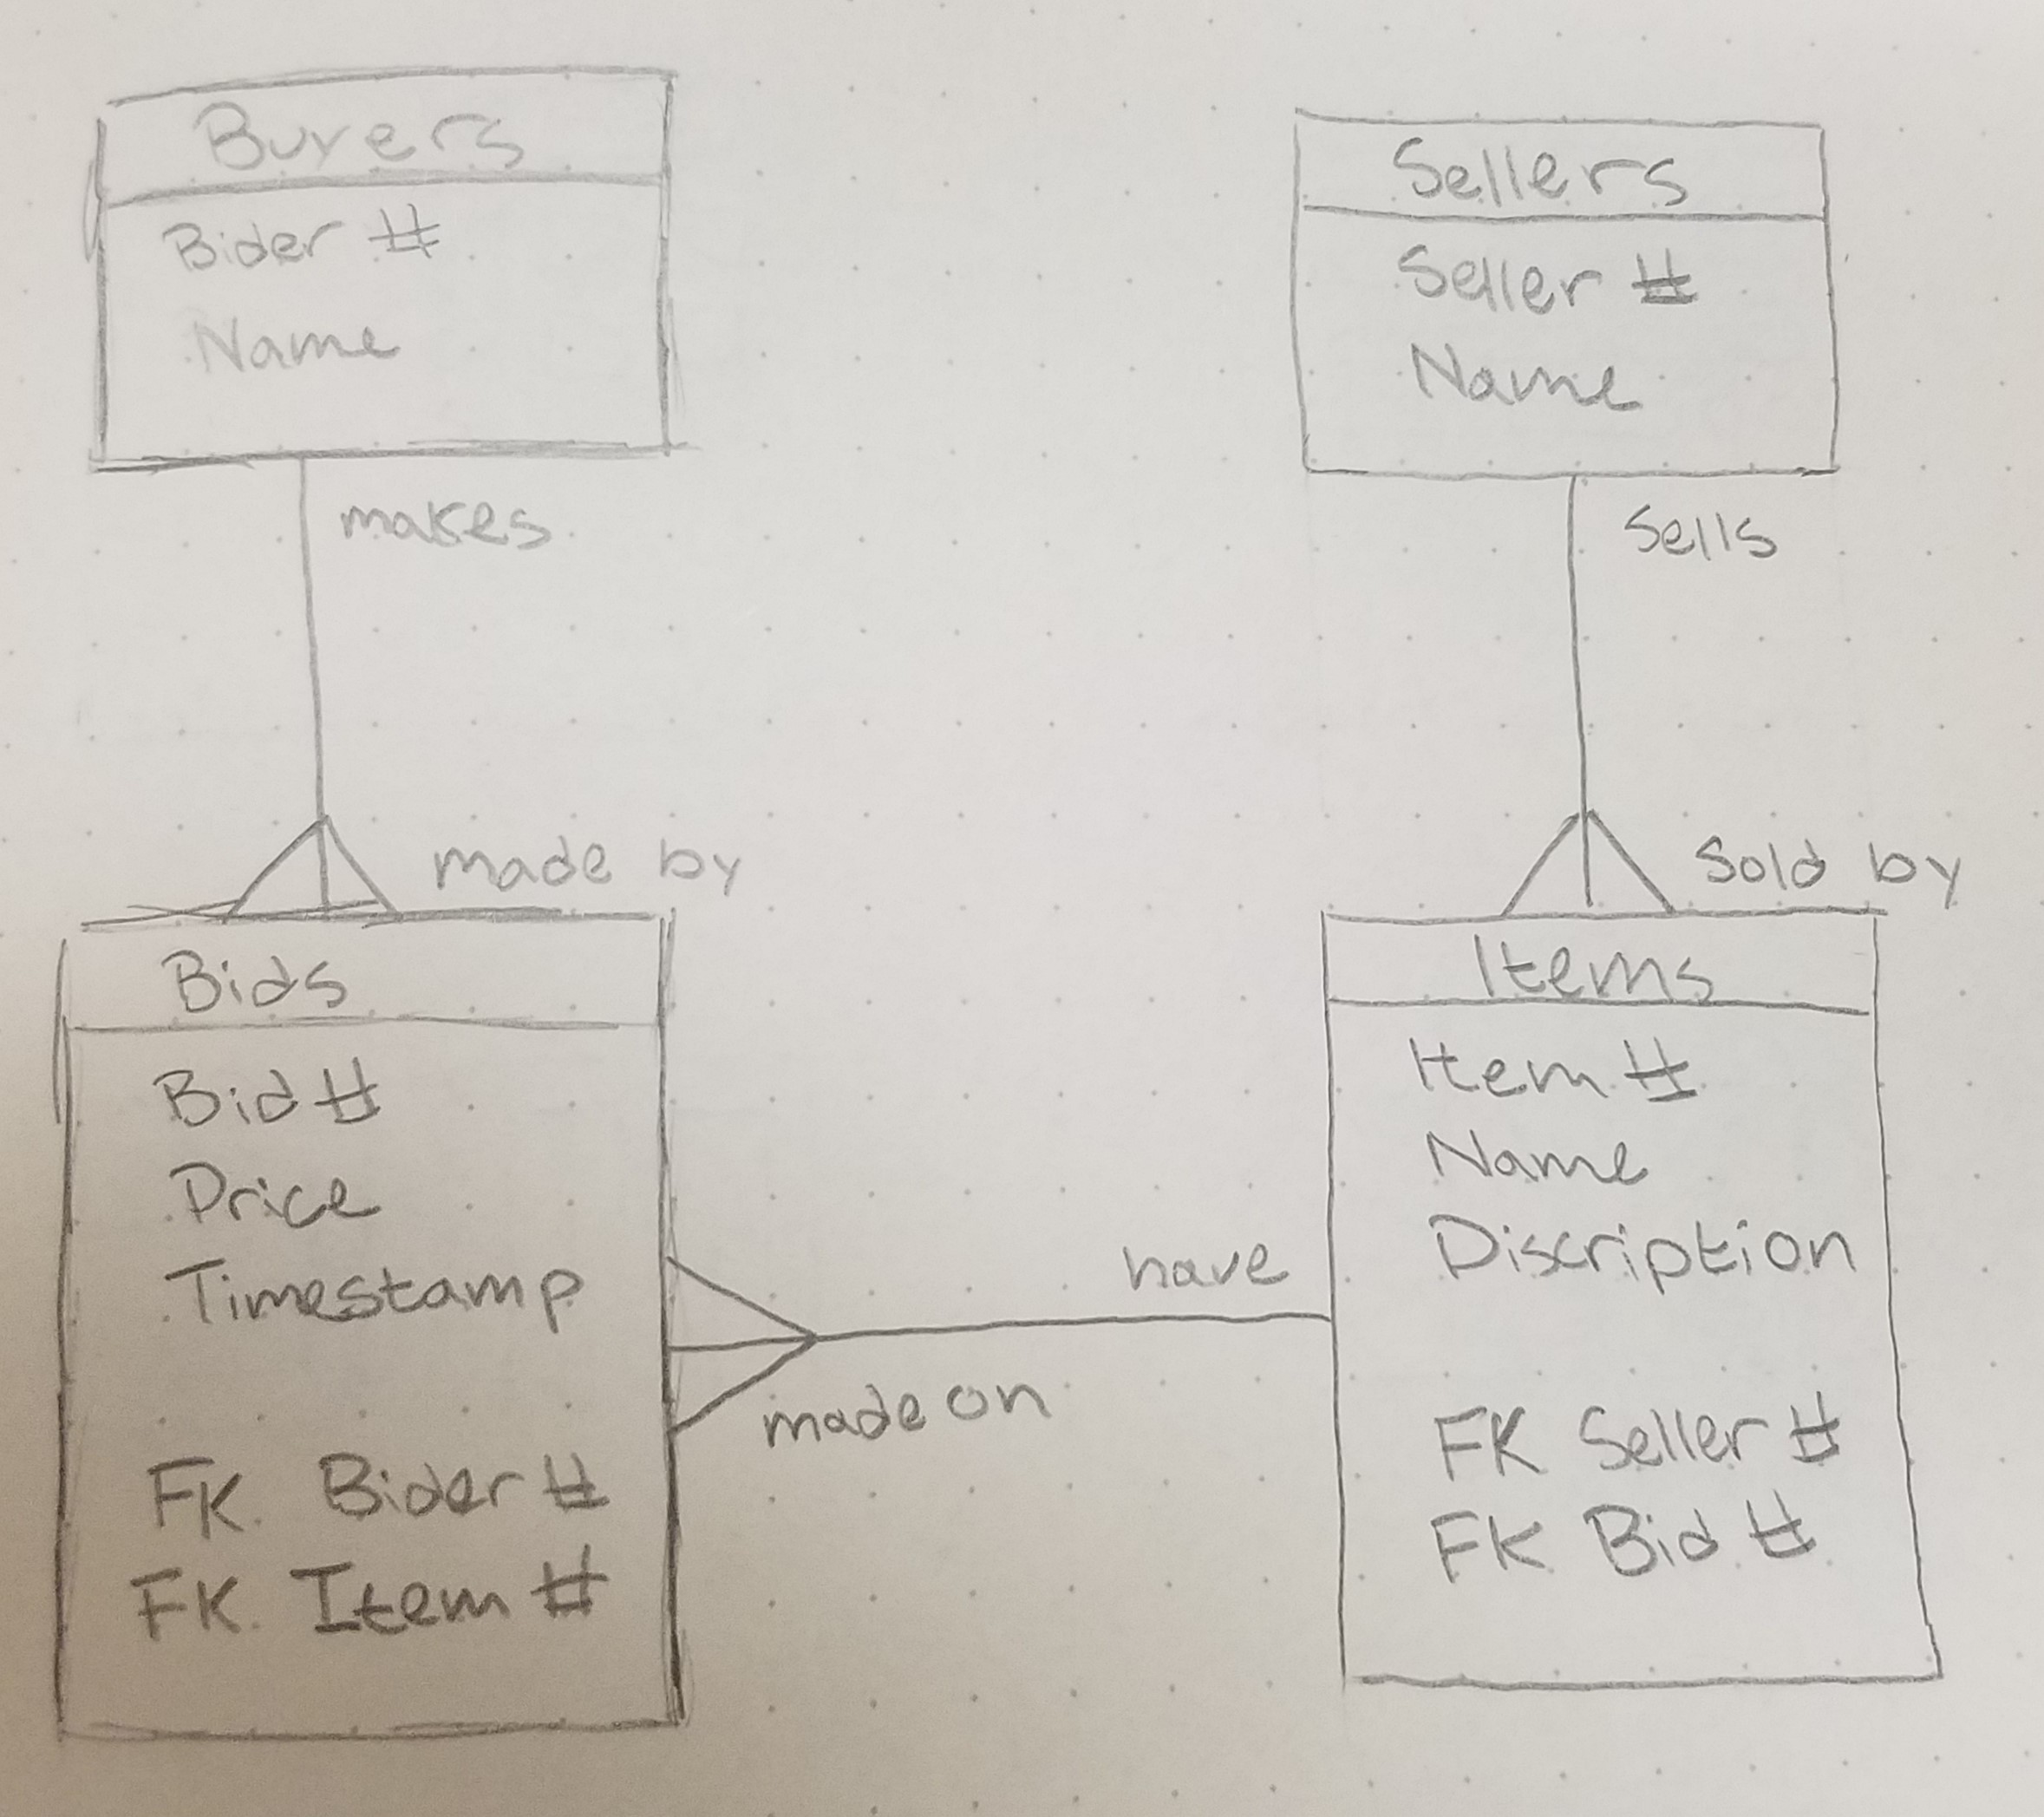 Buyers
Bider #
Name
makes
made by
Sellers
Seller #
Name
Sells
Sold by
Bids
Bid #
Price
Timestamp
FK Bider #
FK Item #
have
made on
Items
Item #
Name
Discription
FK Seller #
FK Bid #